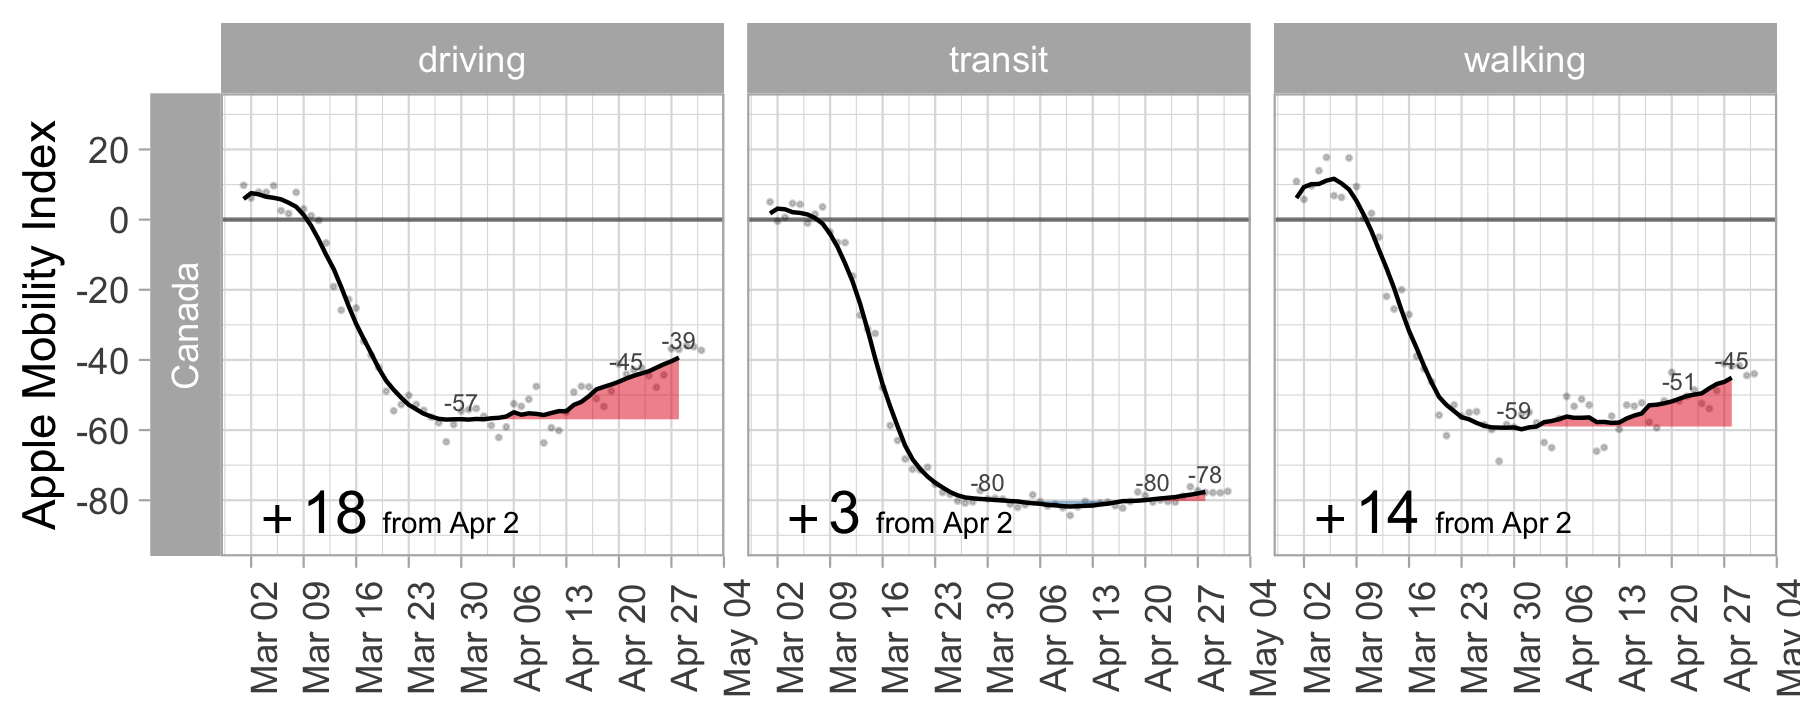 driving
transit
walking
Apple Mobility Index
Canada
20
0
-20
-40
-60
-80
-57
-45
-39
+18 from Apr 2
-80
-80
-78
+3 from Apr 2
-59
-51
-45
+14 from Apr 2
Mar 02
Mar 09
Mar 16
Mar 23
Mar 30
Apr 06
Apr 13
Apr 20
Apr 27
May 04
Mar 02
Mar 09
Mar 16
Mar 23
Mar 30
Apr 06
Apr 13
Apr 20
Apr 27
May 04
Mar 02
Mar 09
Mar 16
Mar 23
Mar 30
Apr 06
Apr 13
Apr 20
Apr 27
May 04